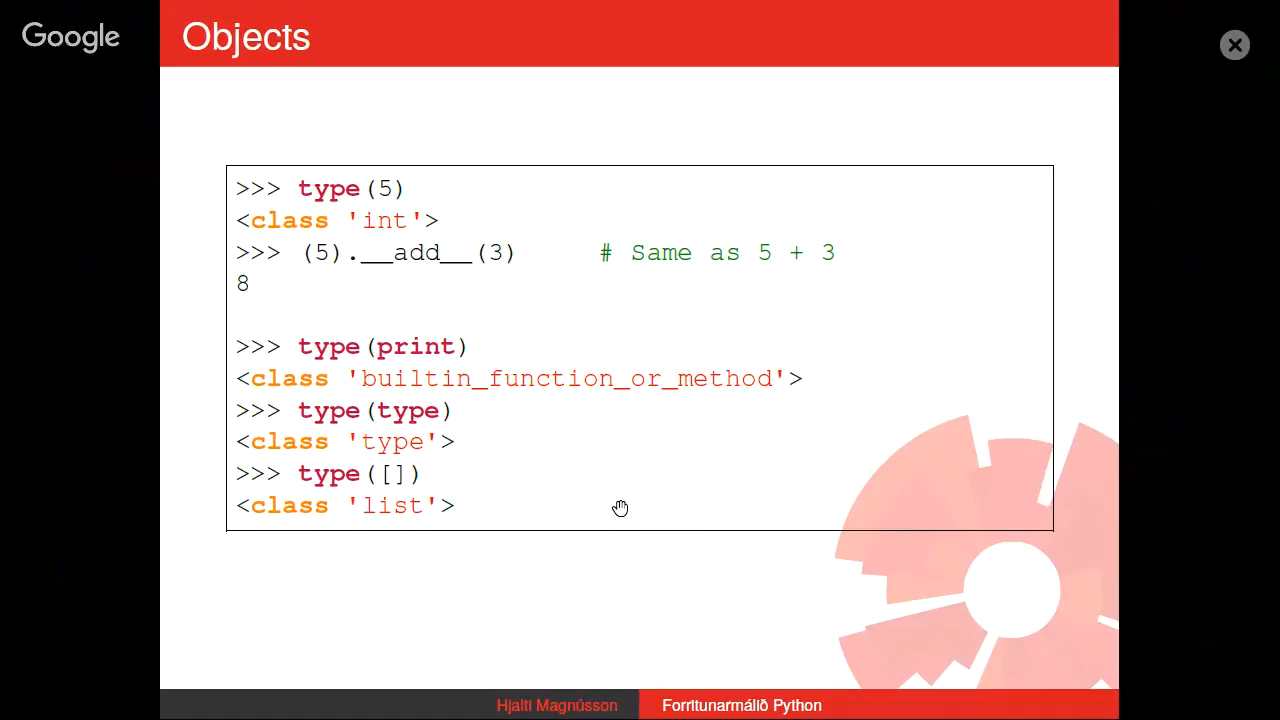 Google
Objects
>>> type(5)
<class 'int'>
>>> (5).__add__(3) # Same as 5 + 3
8
>>> type(print)
<class 'builtin_function_or_method'>
>>> type(type)
<class 'type'>
>>> type([])
<class 'list'>
Hjalti Magnússon
Forritunarmálið Python